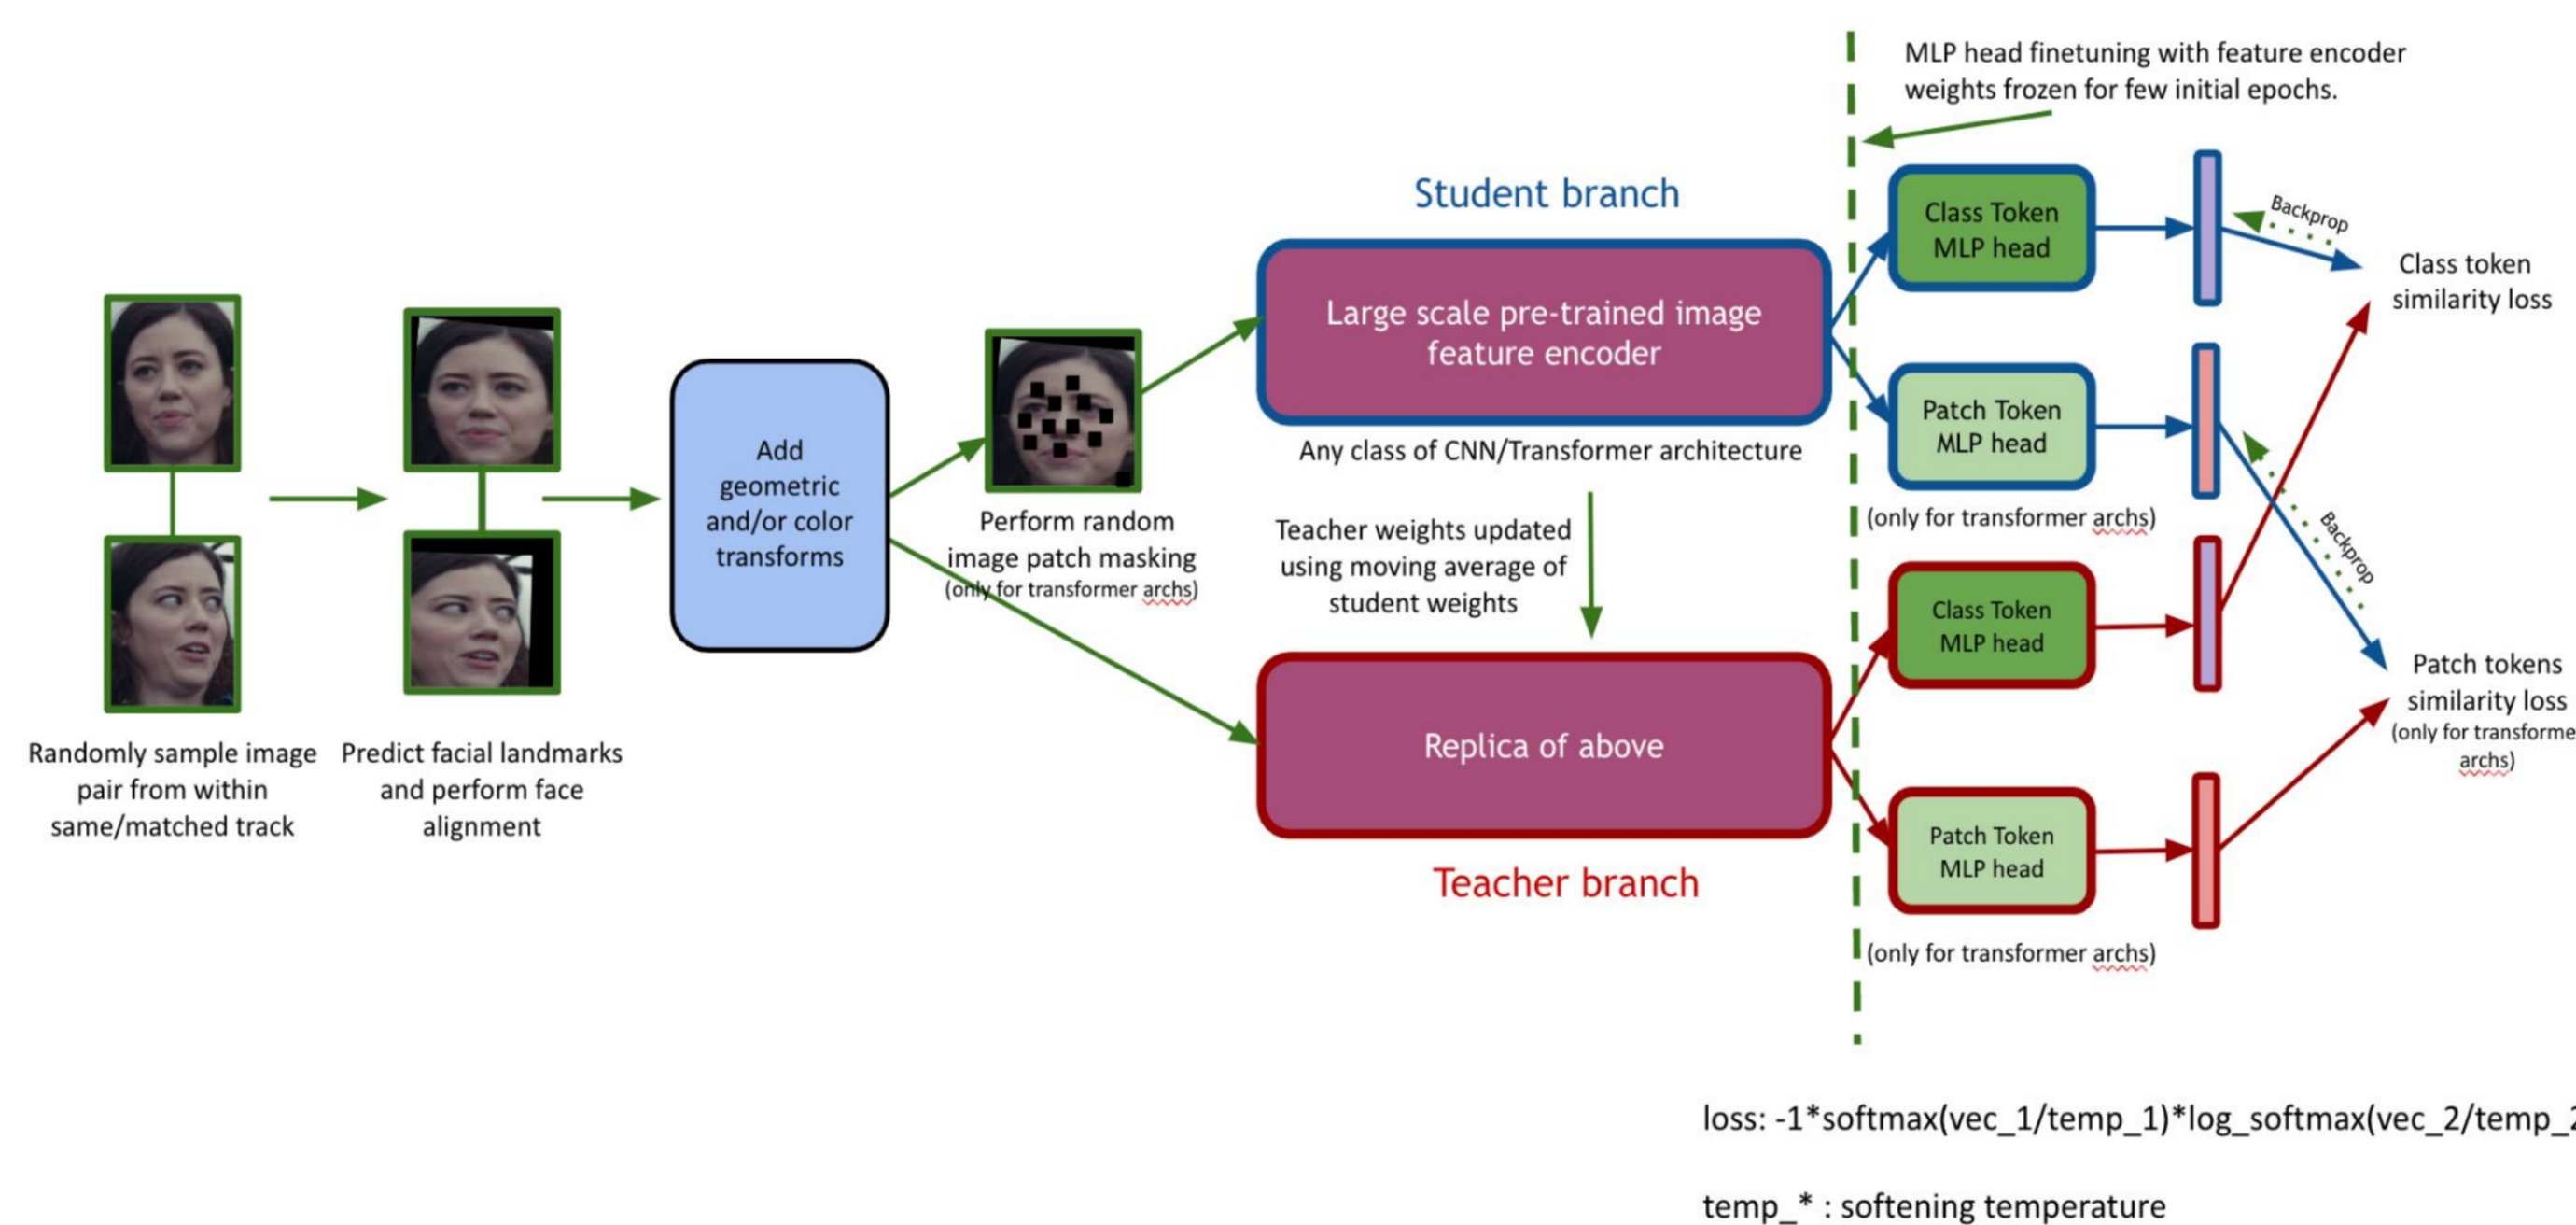 MLP head finetuning with feature encoder
weights frozen for few initial epochs.
Student branch
Class Token
MLP head
Backprop
Class token
similarity loss
Large scale pre-trained image
feature encoder
Patch Token
MLP head
Any class of CNN/Transformer architecture
(only for transformer archs)
Add
geometric
and/or color
transforms
Perform random
image patch masking
(only for transformer archs)
Teacher weights updated
using moving average of
student weights
Backprop
Class Token
MLP head
Patch tokens
similarity loss
(only for transforme
archs)
Randomly sample image
pair from within
same/matched track
Predict facial landmarks
and perform face
alignment
Replica of above
Teacher branch
Patch Token
MLP head
(only for transformer archs)
loss: -1*softmax(vec_1/temp_1)*log_softmax(vec_2/temp_2
temp_* : softening temperature